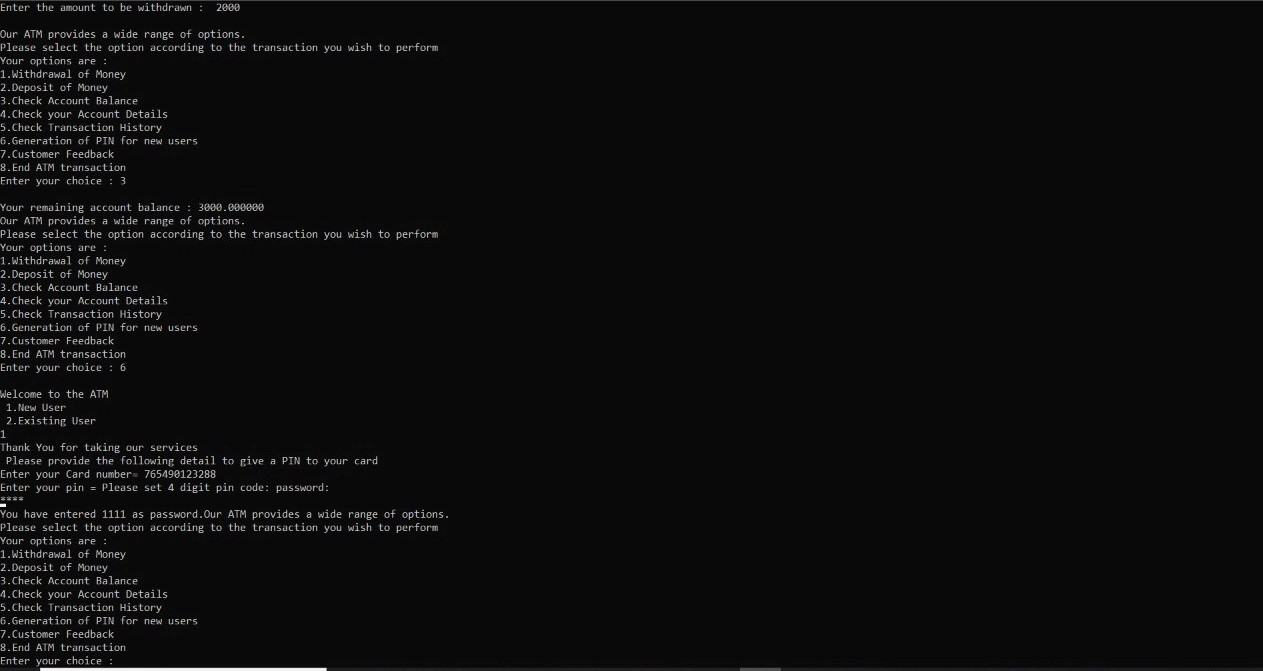 Enter the amount to be withdrawn :  2000
Our ATM provides a wide range of options.
Please select the option according to the transaction you wish to perform
Your options are :
1.Withdrawal of Money
2.Deposit of Money
3.Check Account Balance
4.Check your Account Details
5.Check Transaction History
6.Generation of PIN for new users
7.Customer Feedback
8.End ATM transaction
Enter your choice : 3
Your remaining account balance : 3000.000000
Our ATM provides a wide range of options.
Please select the option according to the transaction you wish to perform
Your options are :
1.Withdrawal of Money
2.Deposit of Money
3.Check Account Balance
4.Check your Account Details
5.Check Transaction History
6.Generation of PIN for new users
7.Customer Feedback
8.End ATM transaction
Enter your choice : 6
Welcome to the ATM
 1.New User
 2.Existing User
1
Thank You for taking our services
 Please provide the following detail to give a PIN to your card
Enter your Card number= 765490123288
Enter your pin = Please set 4 digit pin code: password:
****
You have entered 1111 as password.Our ATM provides a wide range of options.
Please select the option according to the transaction you wish to perform
Your options are :
1.Withdrawal of Money
2.Deposit of Money
3.Check Account Balance
4.Check your Account Details
5.Check Transaction History
6.Generation of PIN for new users
7.Customer Feedback
8.End ATM transaction
Enter your choice :